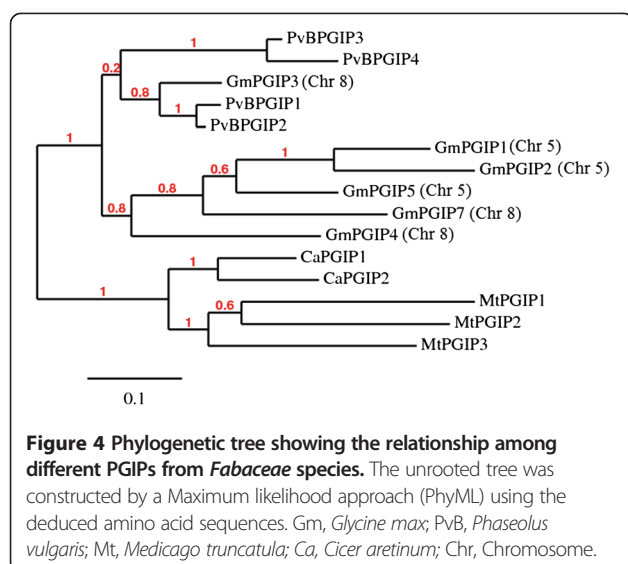 PvBPGIP3
1
PvBPGIP4
0.2
GmPGIP3 (Chr 8)
0.8
PvBPGIP1
1
PvBPGIP2
1
GmPGIP1 (Chr 5)
1
GmPGIP2 (Chr 5)
0.6
GmPGIP5 (Chr 5)
0.8
GmPGIP7 (Chr 8)
0.8
GmPGIP4 (Chr 8)
CaPGIP1
1
CaPGIP2
1
MtPGIP1
0.6
MtPGIP2
1
MtPGIP3
0.1
Figure 4 Phylogenetic tree showing the relationship among
different PGIPs from Fabaceae species. The unrooted tree was
constructed by a Maximum likelihood approach (PhyML) using the
deduced amino acid sequences. Gm, Glycine max; PvB, Phaseolus
vulgaris; Mt, Medicago truncatula; Ca, Cicer aretinum; Chr, Chromosome.